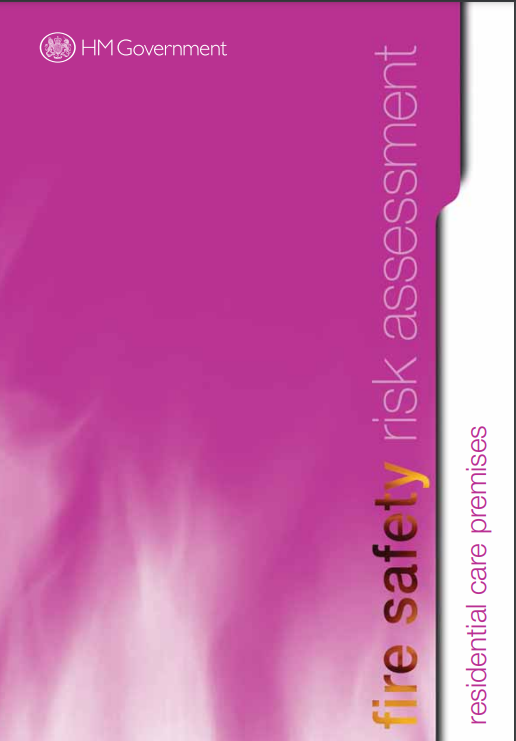 HM Government
fire safety risk assessment
residential care premises